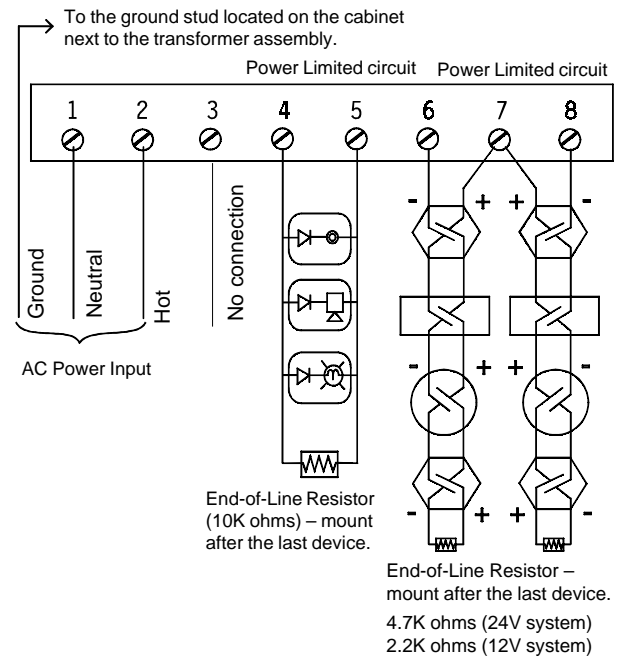 To the ground stud located on the cabinet
next to the transformer assembly.
Power Limited circuit Power Limited circuit
1 2 3 4 5 6 7 8
Ground
Neutral
Hot
No connection
AC Power Input
- + + -
- + + -
- + + -
End-of-Line Resistor
(10K ohms) – mount
after the last device.
End-of-Line Resistor –
mount after the last device.
4.7K ohms (24V system)
2.2K ohms (12V system)